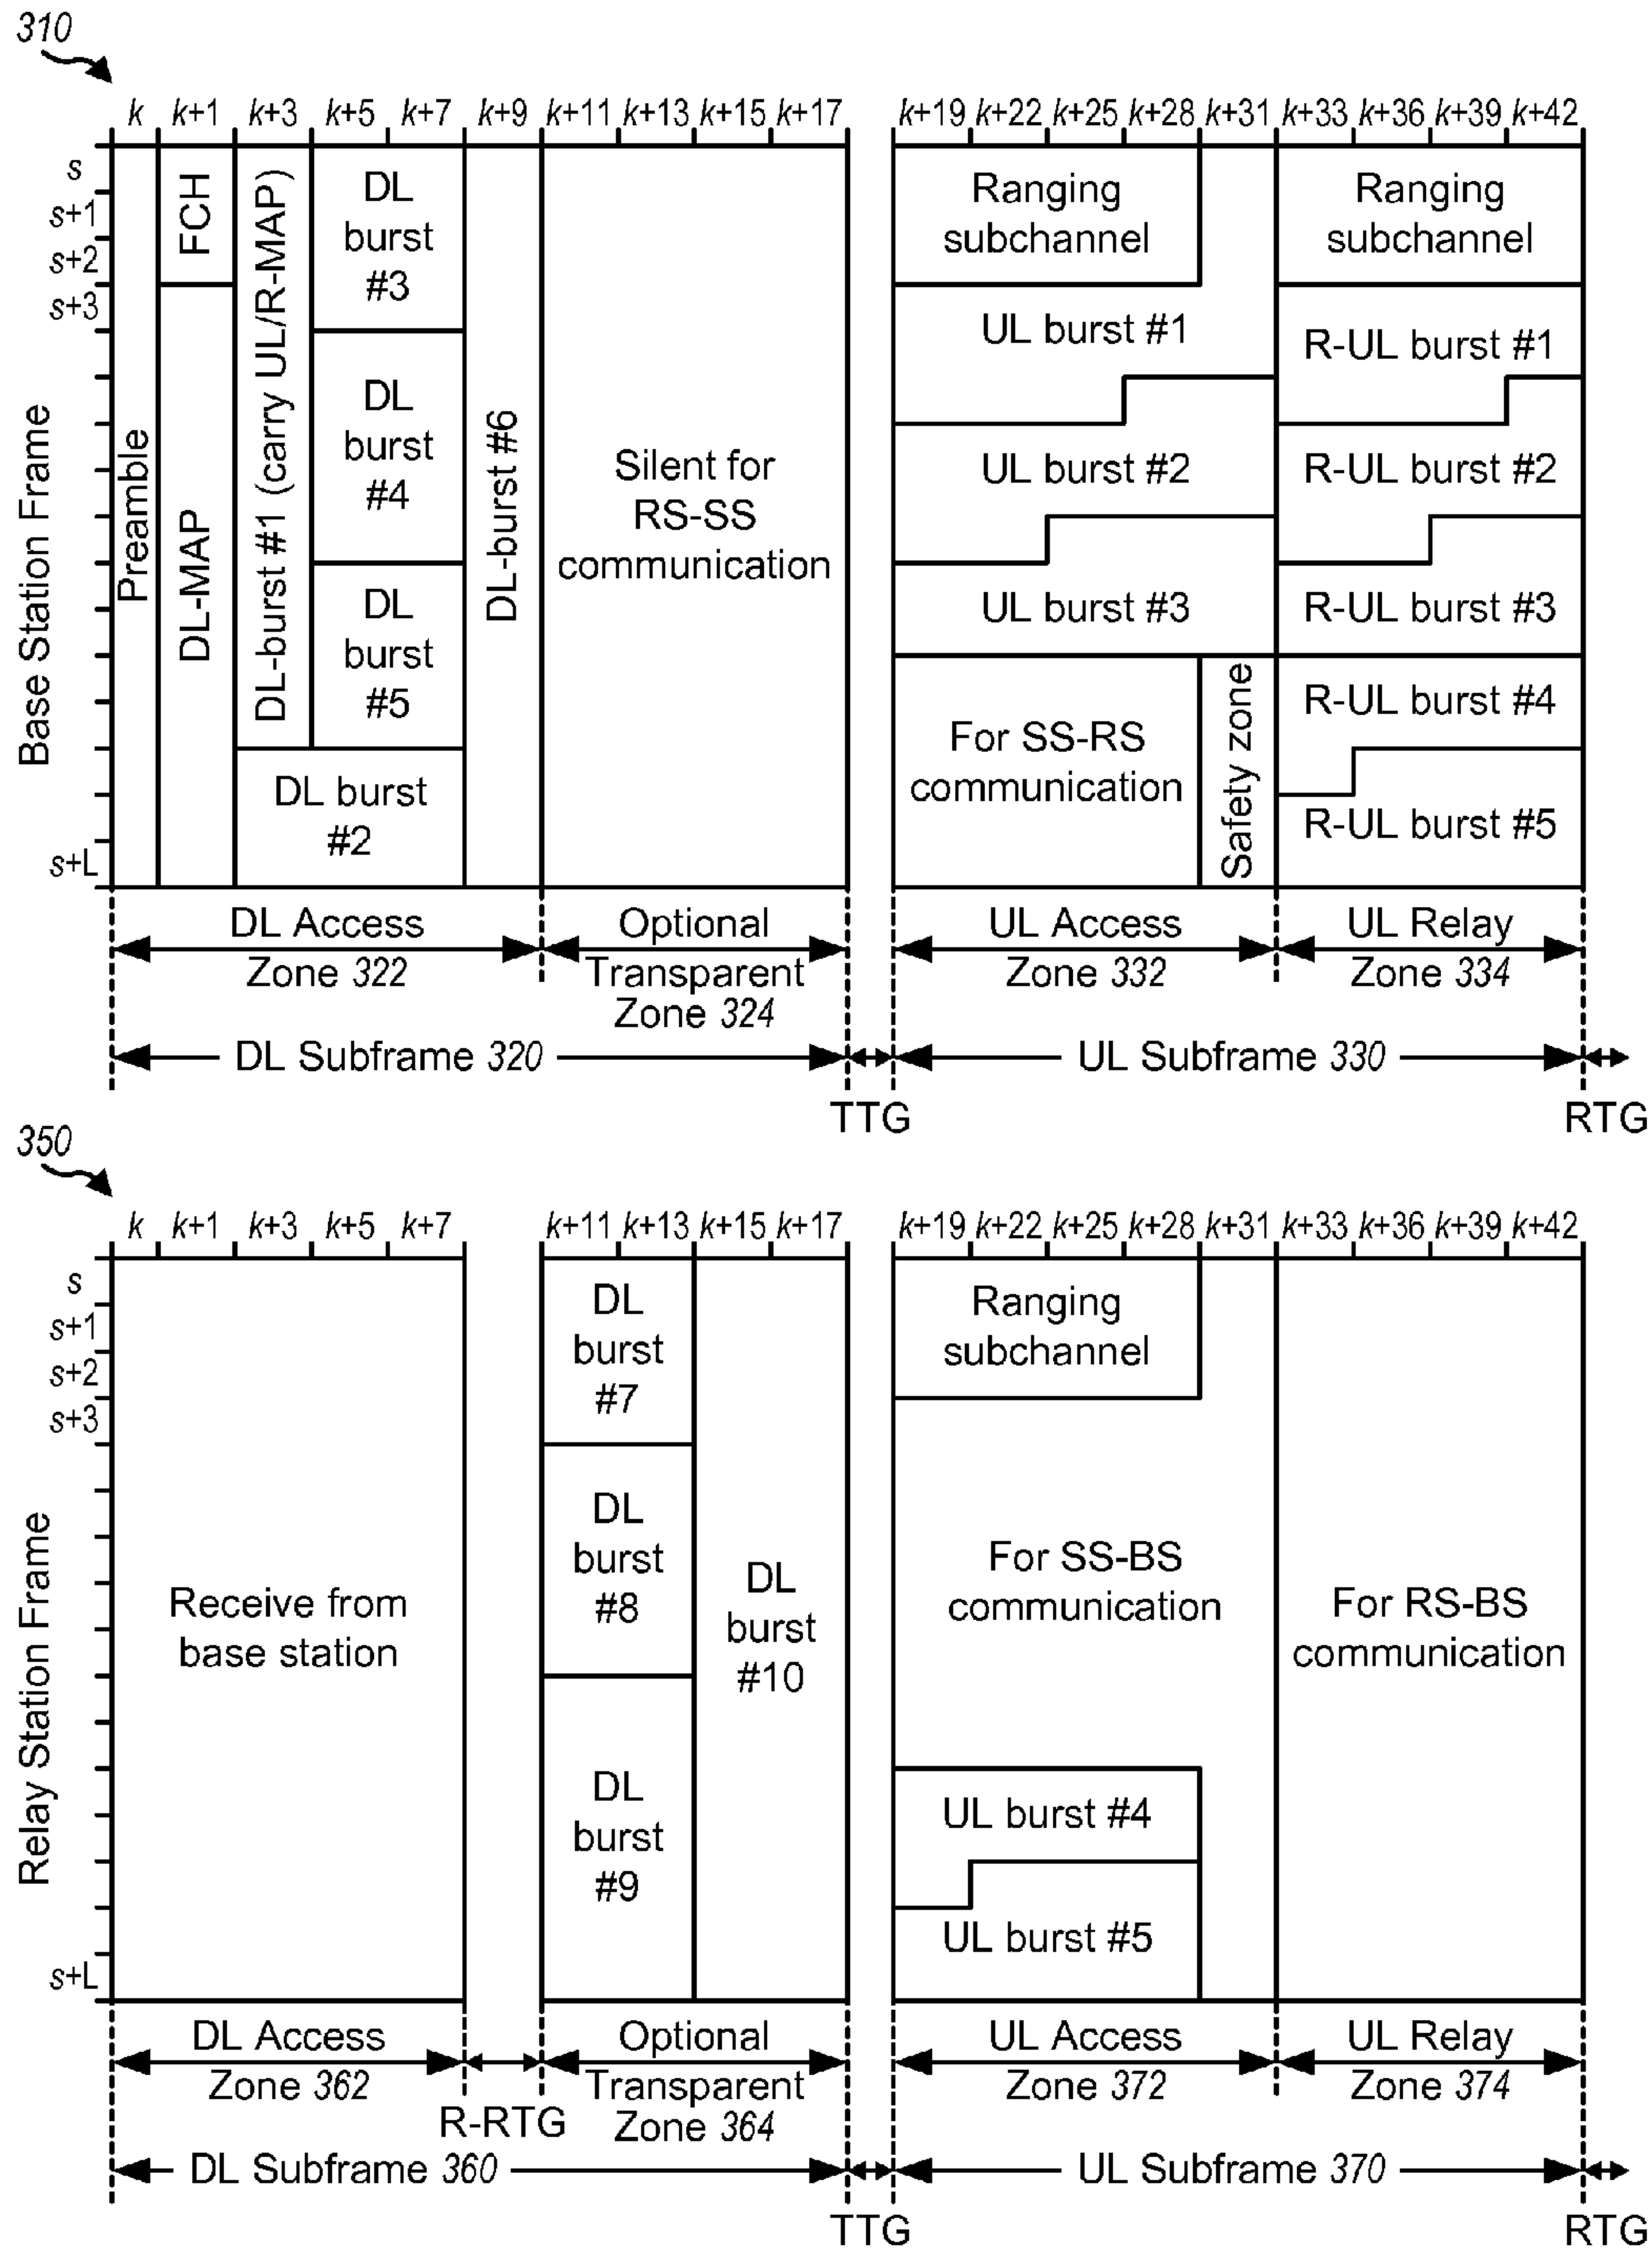 310
k k+1 k+3 k+5 k+7 k+9 k+11 k+13 k+15 k+17 k+19 k+22 k+25 k+28 k+31 k+33 k+36 k+39 k+42
s
s+1
s+2
s+3
s+L
Base Station Frame
Preamble
FCH
DL-MAP
DL-burst #1 (carry UL/R-MAP)
DL
burst
#3
DL
burst
#4
DL
burst
#5
DL burst
#2
DL-burst #6
Silent for
RS-SS
communication
Ranging
subchannel
UL burst #1
UL burst #2
UL burst #3
For SS-RS
communication
Safety zone
Ranging
subchannel
R-UL burst #1
R-UL burst #2
R-UL burst #3
R-UL burst #4
R-UL burst #5
DL Access
Zone 322
Optional
Transparent
Zone 324
UL Access
Zone 332
UL Relay
Zone 334
DL Subframe 320
UL Subframe 330
TTG
RTG
350
k k+1 k+3 k+5 k+7 k+11 k+13 k+15 k+17 k+19 k+22 k+25 k+28 k+31 k+33 k+36 k+39 k+42
s
s+1
s+2
s+3
s+L
Relay Station Frame
Receive from
base station
DL
burst
#7
DL
burst
#8
DL
burst
#9
DL
burst
#10
Ranging
subchannel
For SS-BS
communication
UL burst #4
UL burst #5
For RS-BS
communication
DL Access
Zone 362
R-RTG
Optional
Transparent
Zone 364
UL Access
Zone 372
UL Relay
Zone 374
DL Subframe 360
UL Subframe 370
TTG
RTG